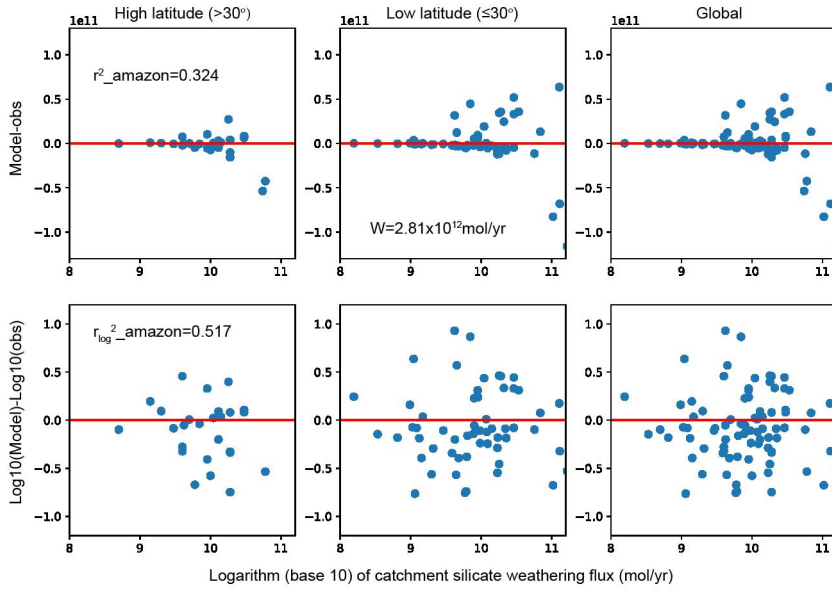 High latitude (>30°) Low latitude (≤30°) Global
1e11 1e11 1e11
Model-obs
1.0 0.5 0.0 −0.5 −1.0
r²_amazon=0.324
8 9 10 11
1.0 0.5 0.0 −0.5 −1.0
W=2.81x10¹²mol/yr
8 9 10 11
1.0 0.5 0.0 −0.5 −1.0
8 9 10 11
Log10(Model)-Log10(obs)
1.0 0.5 0.0 −0.5 −1.0
r_log²_amazon=0.517
8 9 10 11
1.0 0.5 0.0 −0.5 −1.0
8 9 10 11
1.0 0.5 0.0 −0.5 −1.0
8 9 10 11
Logarithm (base 10) of catchment silicate weathering flux (mol/yr)